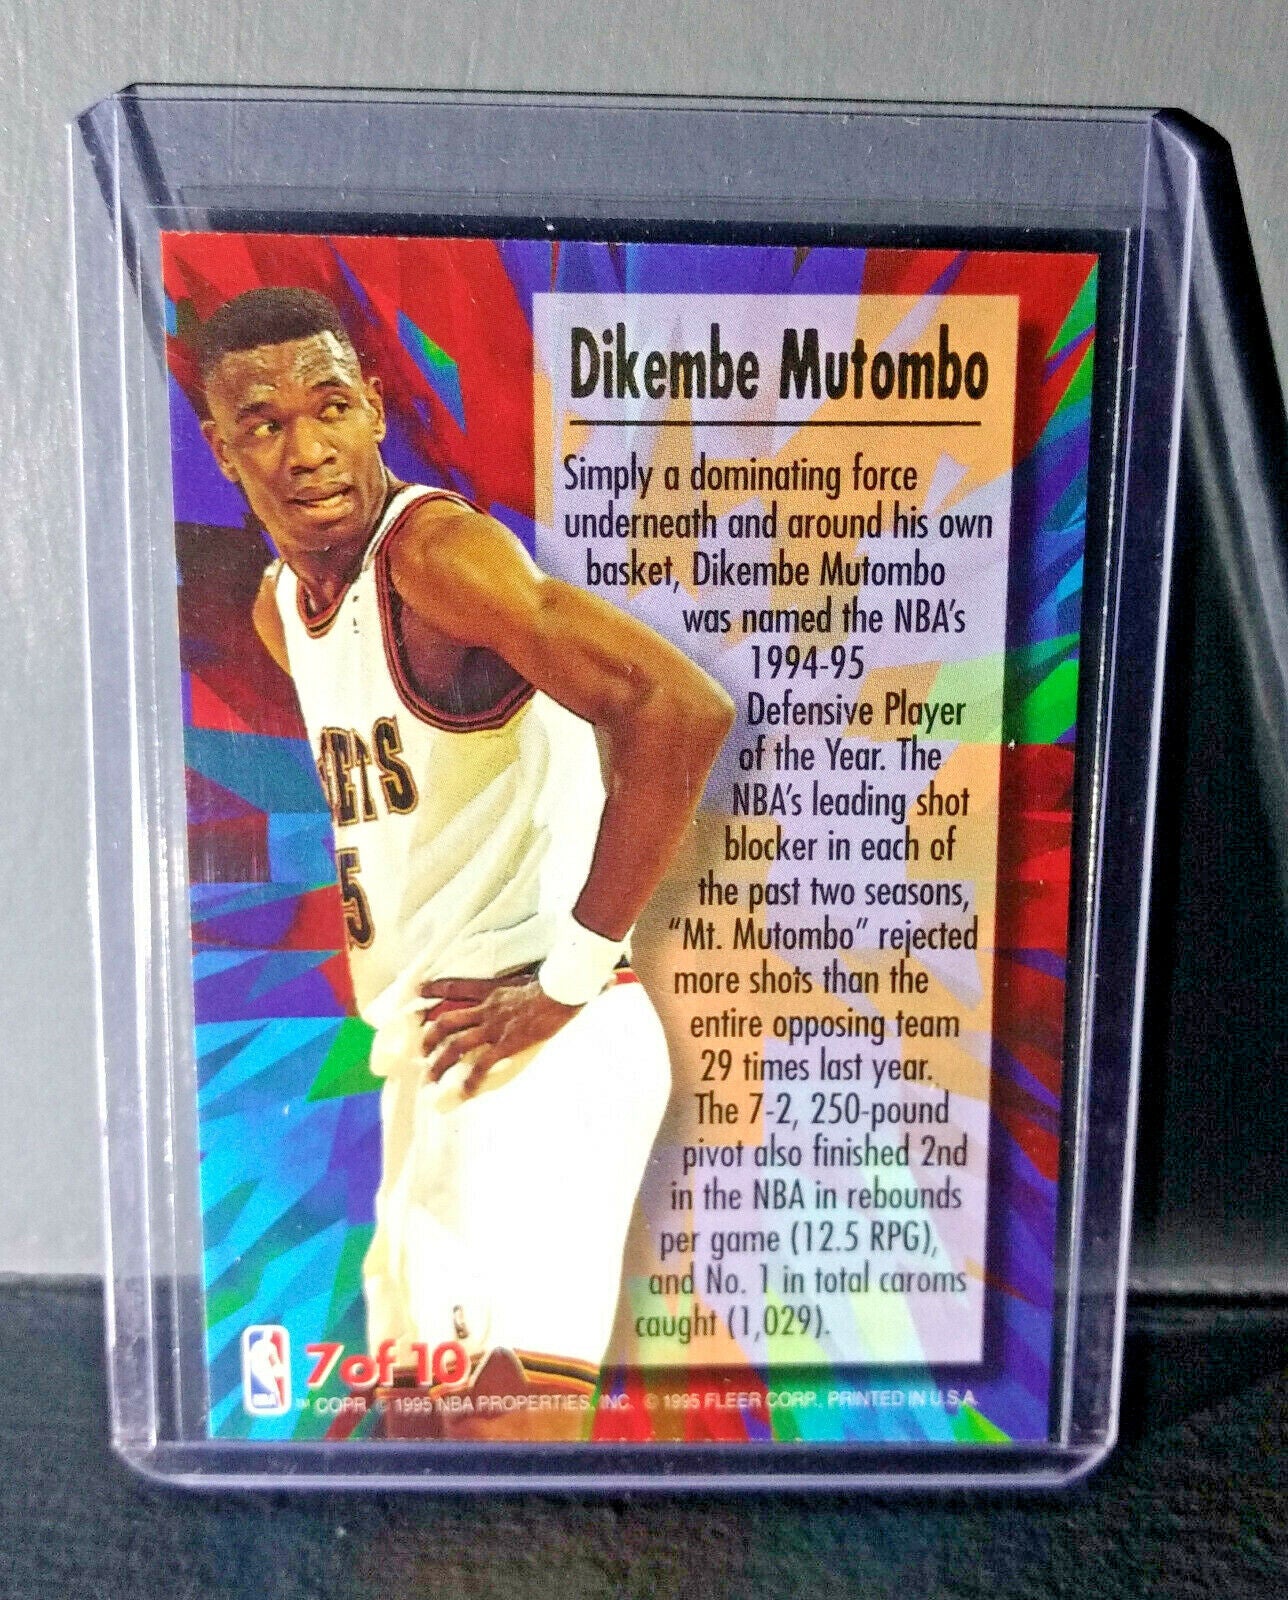 Dikembe Mutombo
Simply a dominating force
underneath and around his own
basket, Dikembe Mutombo
was named the NBA's
1994-95
Defensive Player
of the Year. The
NBA's leading shot
blocker in each of
the past two seasons,
“Mt. Mutombo” rejected
more shots than the
entire opposing team
29 times last year.
The 7-2, 250-pound
pivot also finished 2nd
in the NBA in rebounds
per game (12.5 RPG),
and No. 1 in total caroms
caught (1,029).
ETS
5
7 of 10
COPR. © 1995 NBA PROPERTIES, INC. © 1995 FLEER CORP. PRINTED IN U.S.A.